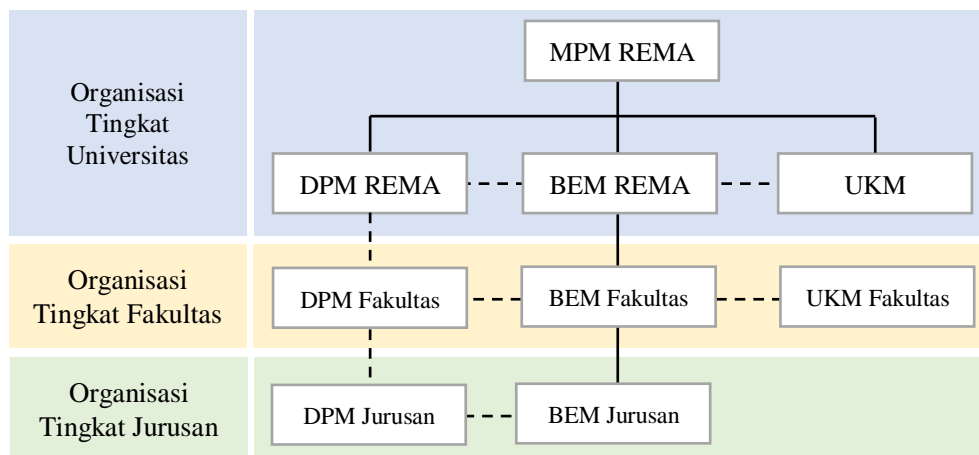 Organisasi
Tingkat
Universitas
MPM REMA
DPM REMA
BEM REMA
UKM
Organisasi
Tingkat Fakultas
DPM Fakultas
BEM Fakultas
UKM Fakultas
Organisasi
Tingkat Jurusan
DPM Jurusan
BEM Jurusan